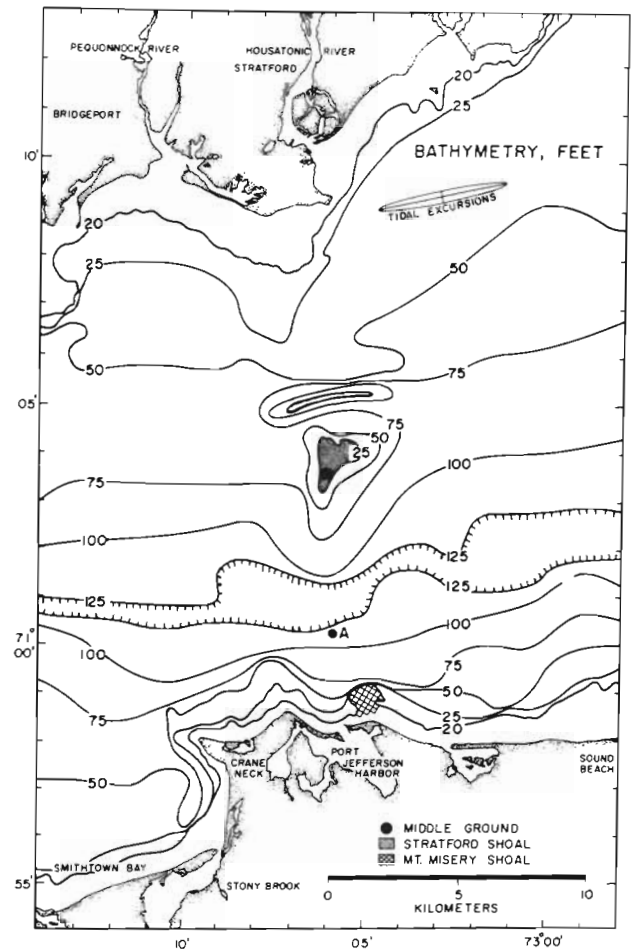 PEQUONNOCK RIVER
HOUSATONIC RIVER
STRATFORD
BRIDGEPORT
20
25
10'
BATHYMETRY, FEET
TIDAL EXCURSIONS
20
25
50
50
75
05'
75
50
25
100
75
100
125
125
125
A
71°
00'
100
100
75
75
50
25
20
50
CRANE
NECK
PORT
JEFFERSON
HARBOR
SOUND
BEACH
MIDDLE GROUND
STRATFORD SHOAL
MT. MISERY SHOAL
SMITHTOWN BAY
55'
STONY BROOK
0 5 10
KILOMETERS
10' 05' 73°00'